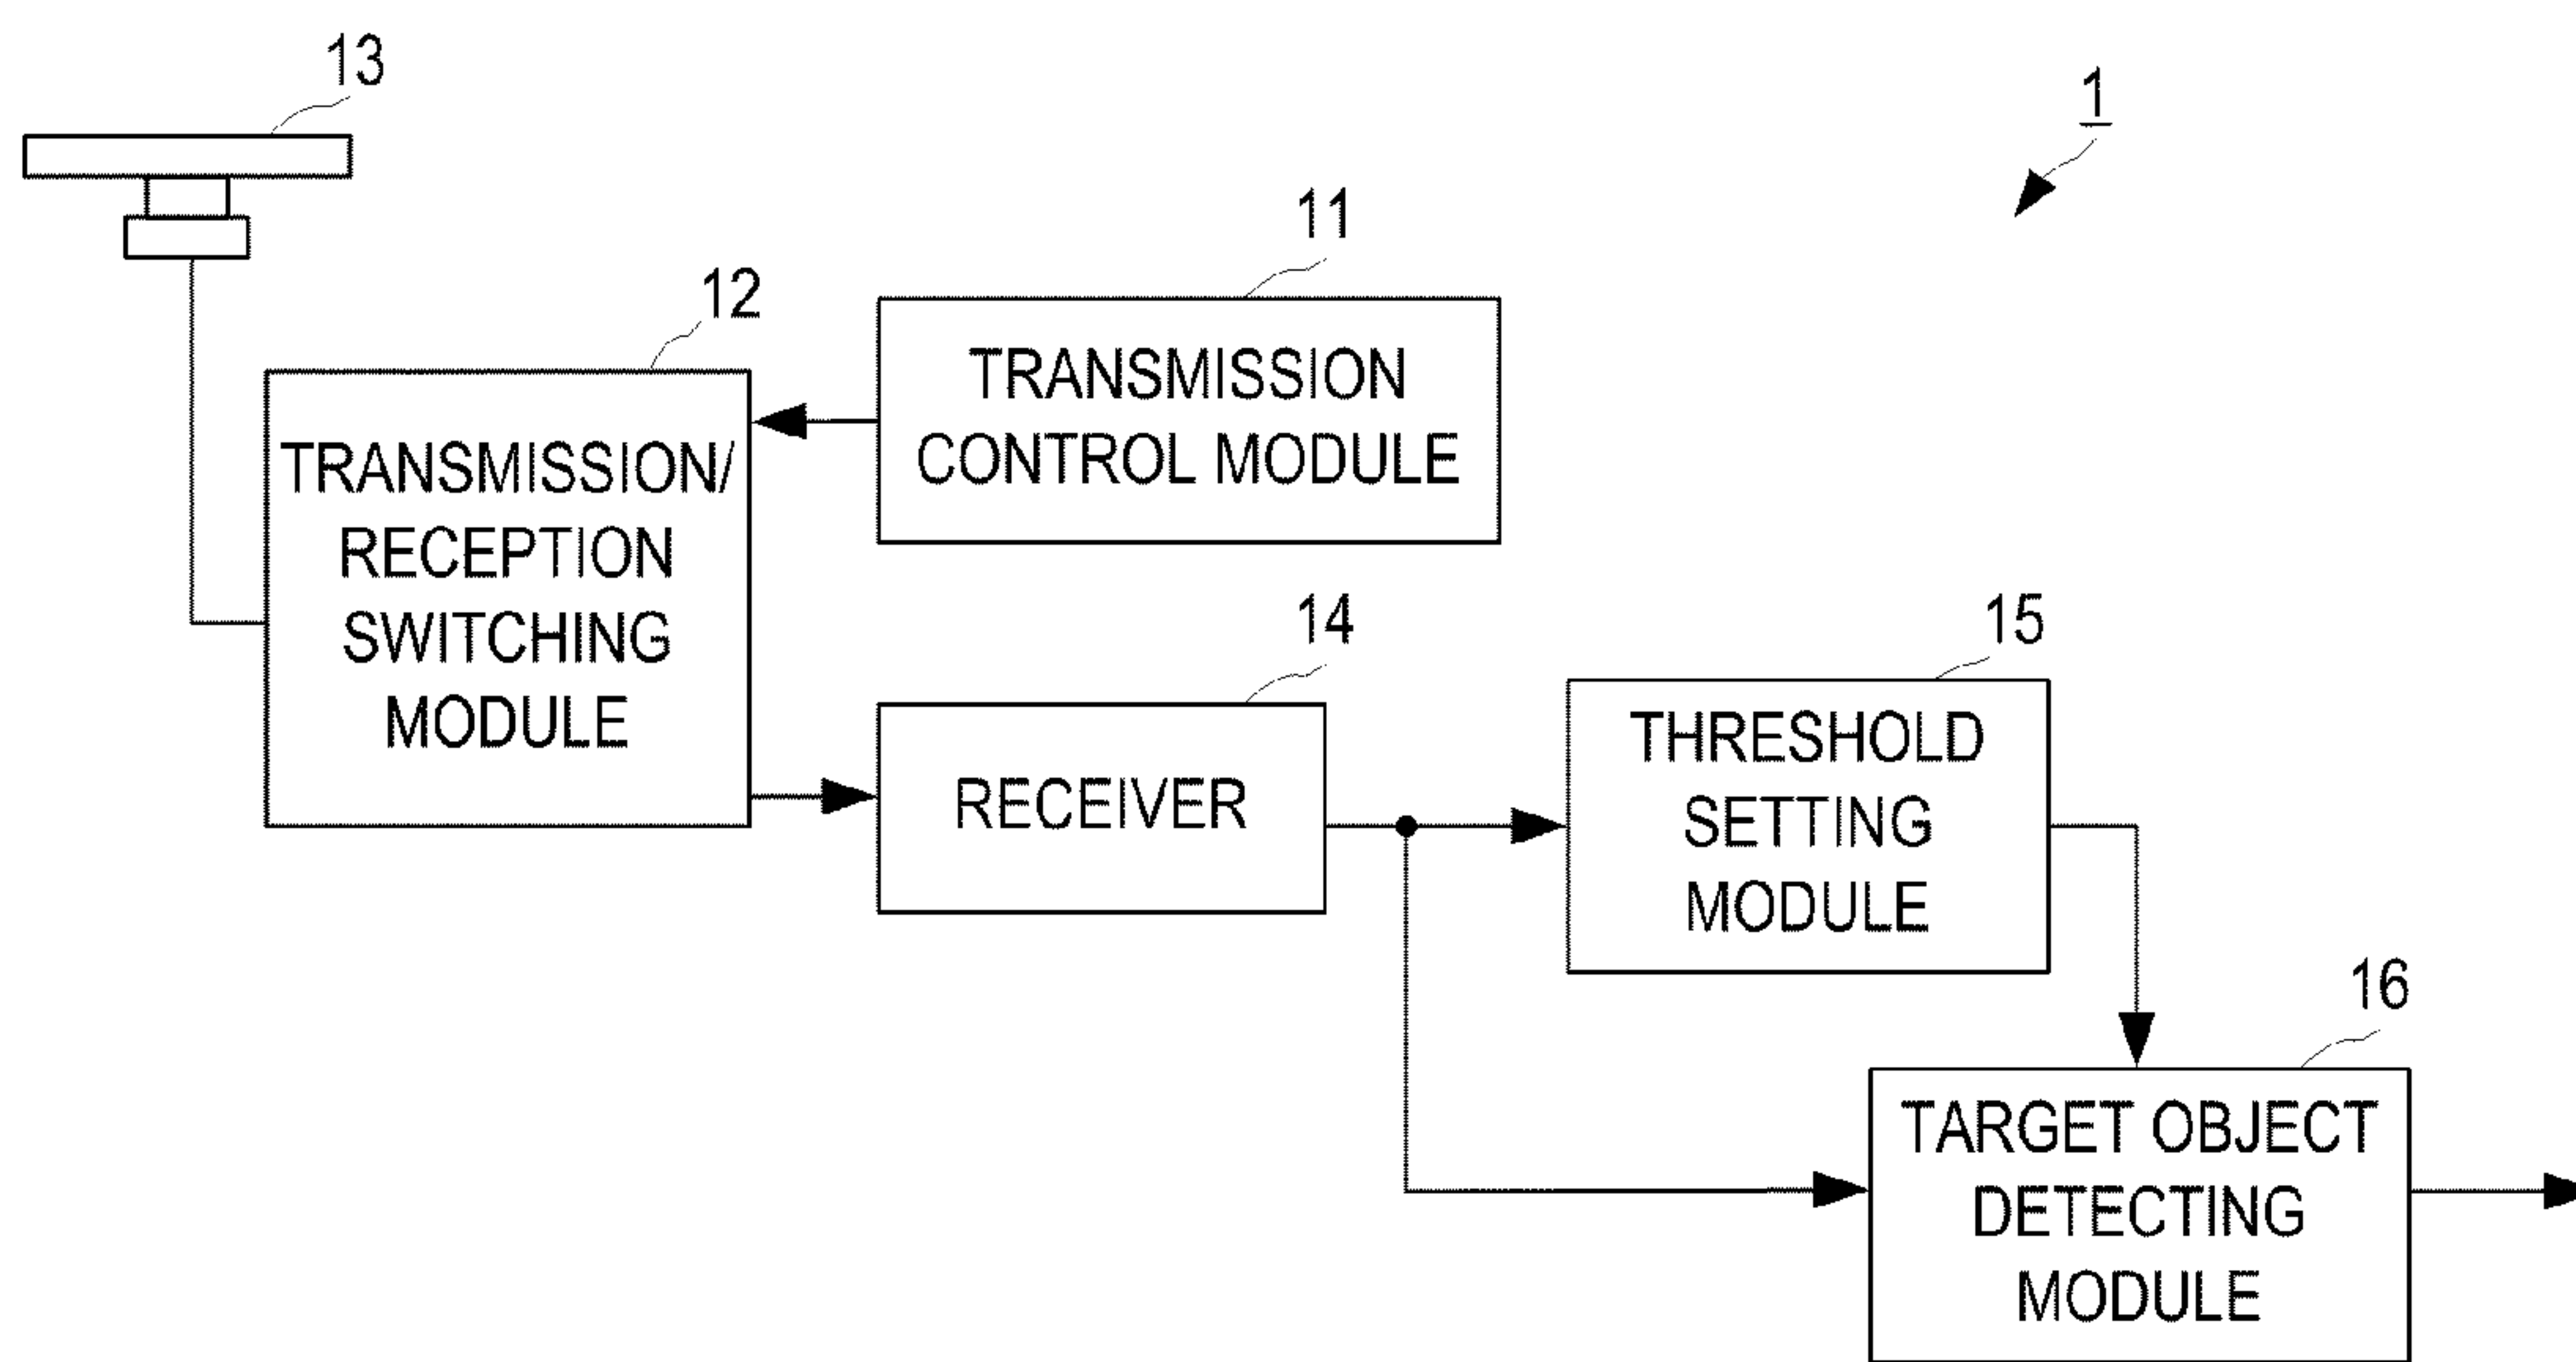 13
1
11
12
TRANSMISSION
CONTROL MODULE
TRANSMISSION/
RECEPTION
SWITCHING
MODULE
14
15
RECEIVER
THRESHOLD
SETTING
MODULE
16
TARGET OBJECT
DETECTING
MODULE